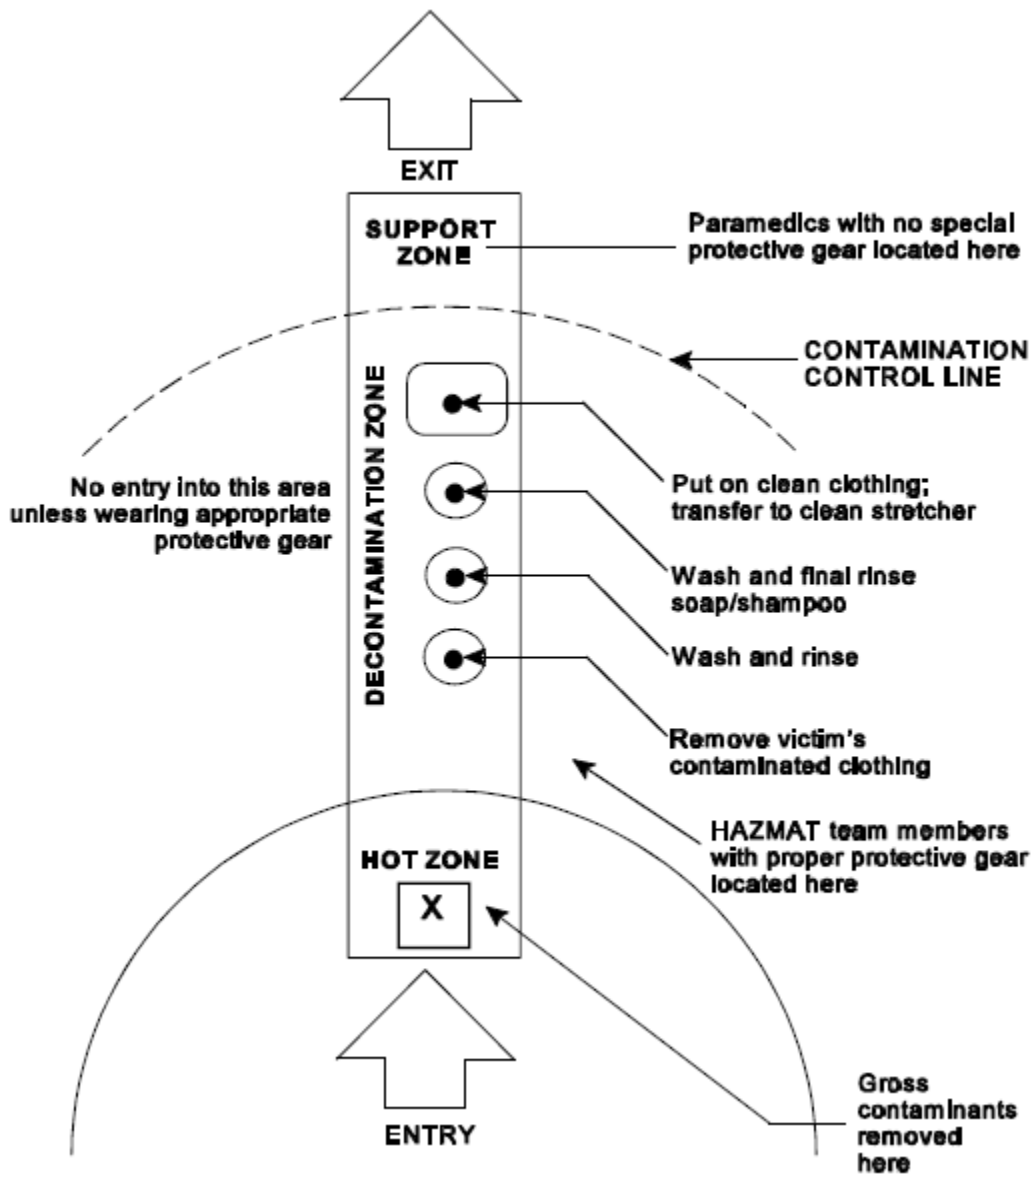 EXIT
SUPPORT
ZONE
Paramedics with no special
protective gear located here
CONTAMINATION
CONTROL LINE
DECONTAMINATION ZONE
No entry into this area
unless wearing appropriate
protective gear
Put on clean clothing;
transfer to clean stretcher
Wash and final rinse
soap/shampoo
Wash and rinse
Remove victim's
contaminated clothing
HAZMAT team members
with proper protective gear
located here
HOT ZONE
X
ENTRY
Gross
contaminants
removed
here